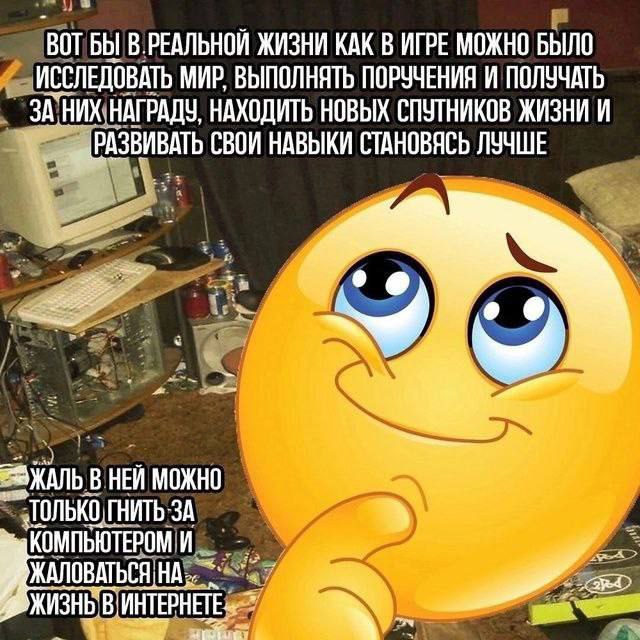 ВОТ БЫ В РЕАЛЬНОЙ ЖИЗНИ КАК В ИГРЕ МОЖНО БЫЛО
ИССЛЕДОВАТЬ МИР, ВЫПОЛНЯТЬ ПОРУЧЕНИЯ И ПОЛУЧАТЬ
ЗА НИХ НАГРАДУ, НАХОДИТЬ НОВЫХ СПУТНИКОВ ЖИЗНИ И
РАЗВИВАТЬ СВОИ НАВЫКИ СТАНОВЯСЬ ЛУЧШЕ
ЖАЛЬ В НЕЙ МОЖНО
ТОЛЬКО ГНИТЬ ЗА
КОМПЬЮТЕРОМ И
ЖАЛОВАТЬСЯ НА
ЖИЗНЬ В ИНТЕРНЕТЕ